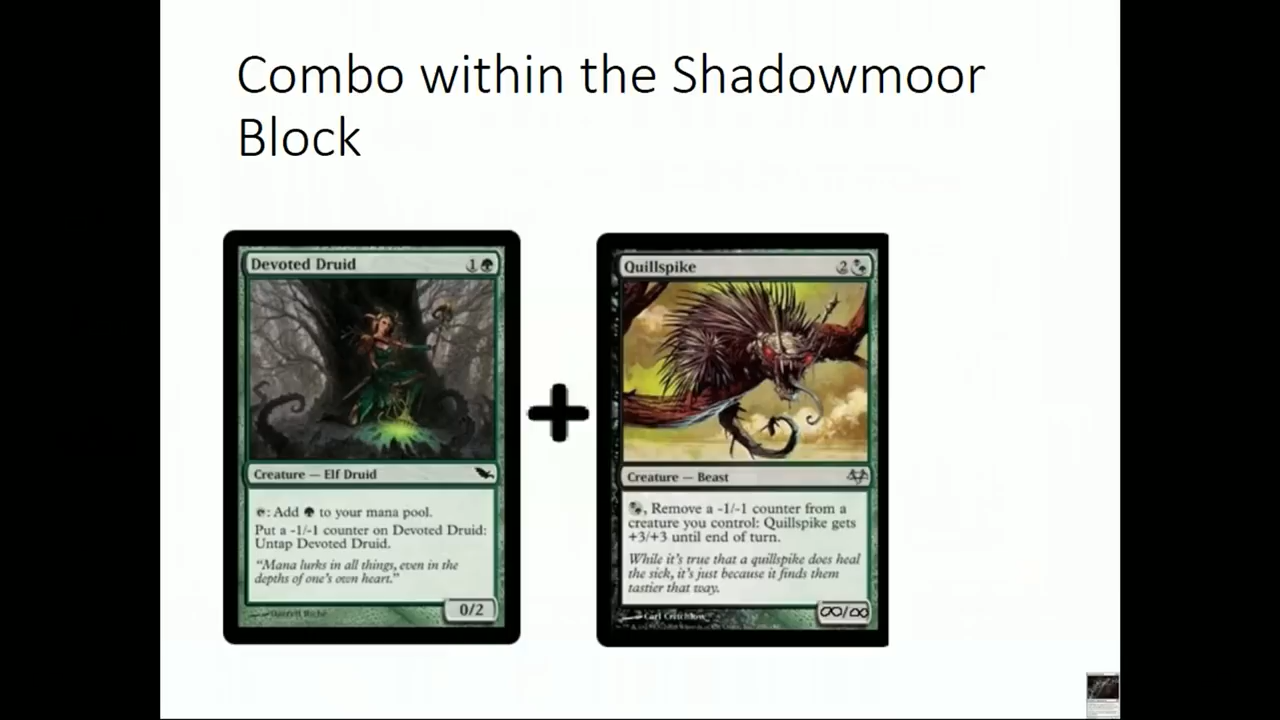 Combo within the Shadowmoor
Block
Devoted Druid 1
Quillspike 2
Creature — Elf Druid
Creature — Beast
: Add to your mana pool.
Put a -1/-1 counter on Devoted Druid:
Untap Devoted Druid.
"Mana lurks in all things, even in the
depths of one's own heart."
0/2
, Remove a -1/-1 counter from a
creature you control: Quillspike gets
+3/+3 until end of turn.
While it's true that a quillspike does heal
the sick, it's just because it finds them
tastier that way.
∞/∞
Carl Critchlow